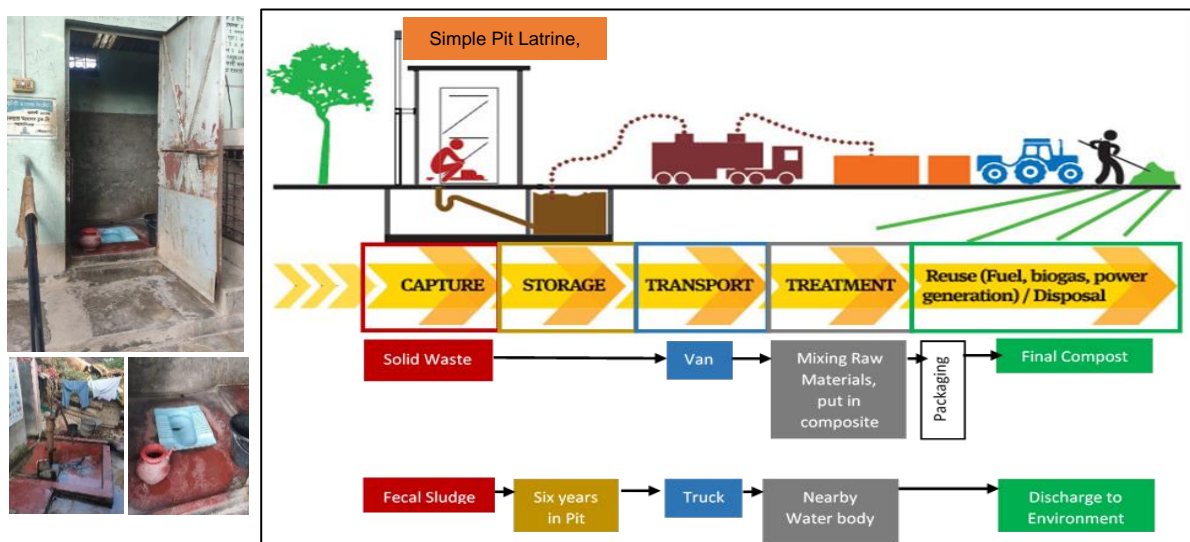 Simple Pit Latrine,
CAPTURE
STORAGE
TRANSPORT
TREATMENT
Reuse (Fuel, biogas, power
generation) / Disposal
Solid Waste
Van
Mixing Raw
Materials,
put in
composite
Packaging
Final Compost
Fecal Sludge
Six years
in Pit
Truck
Nearby
Water body
Discharge to
Environment